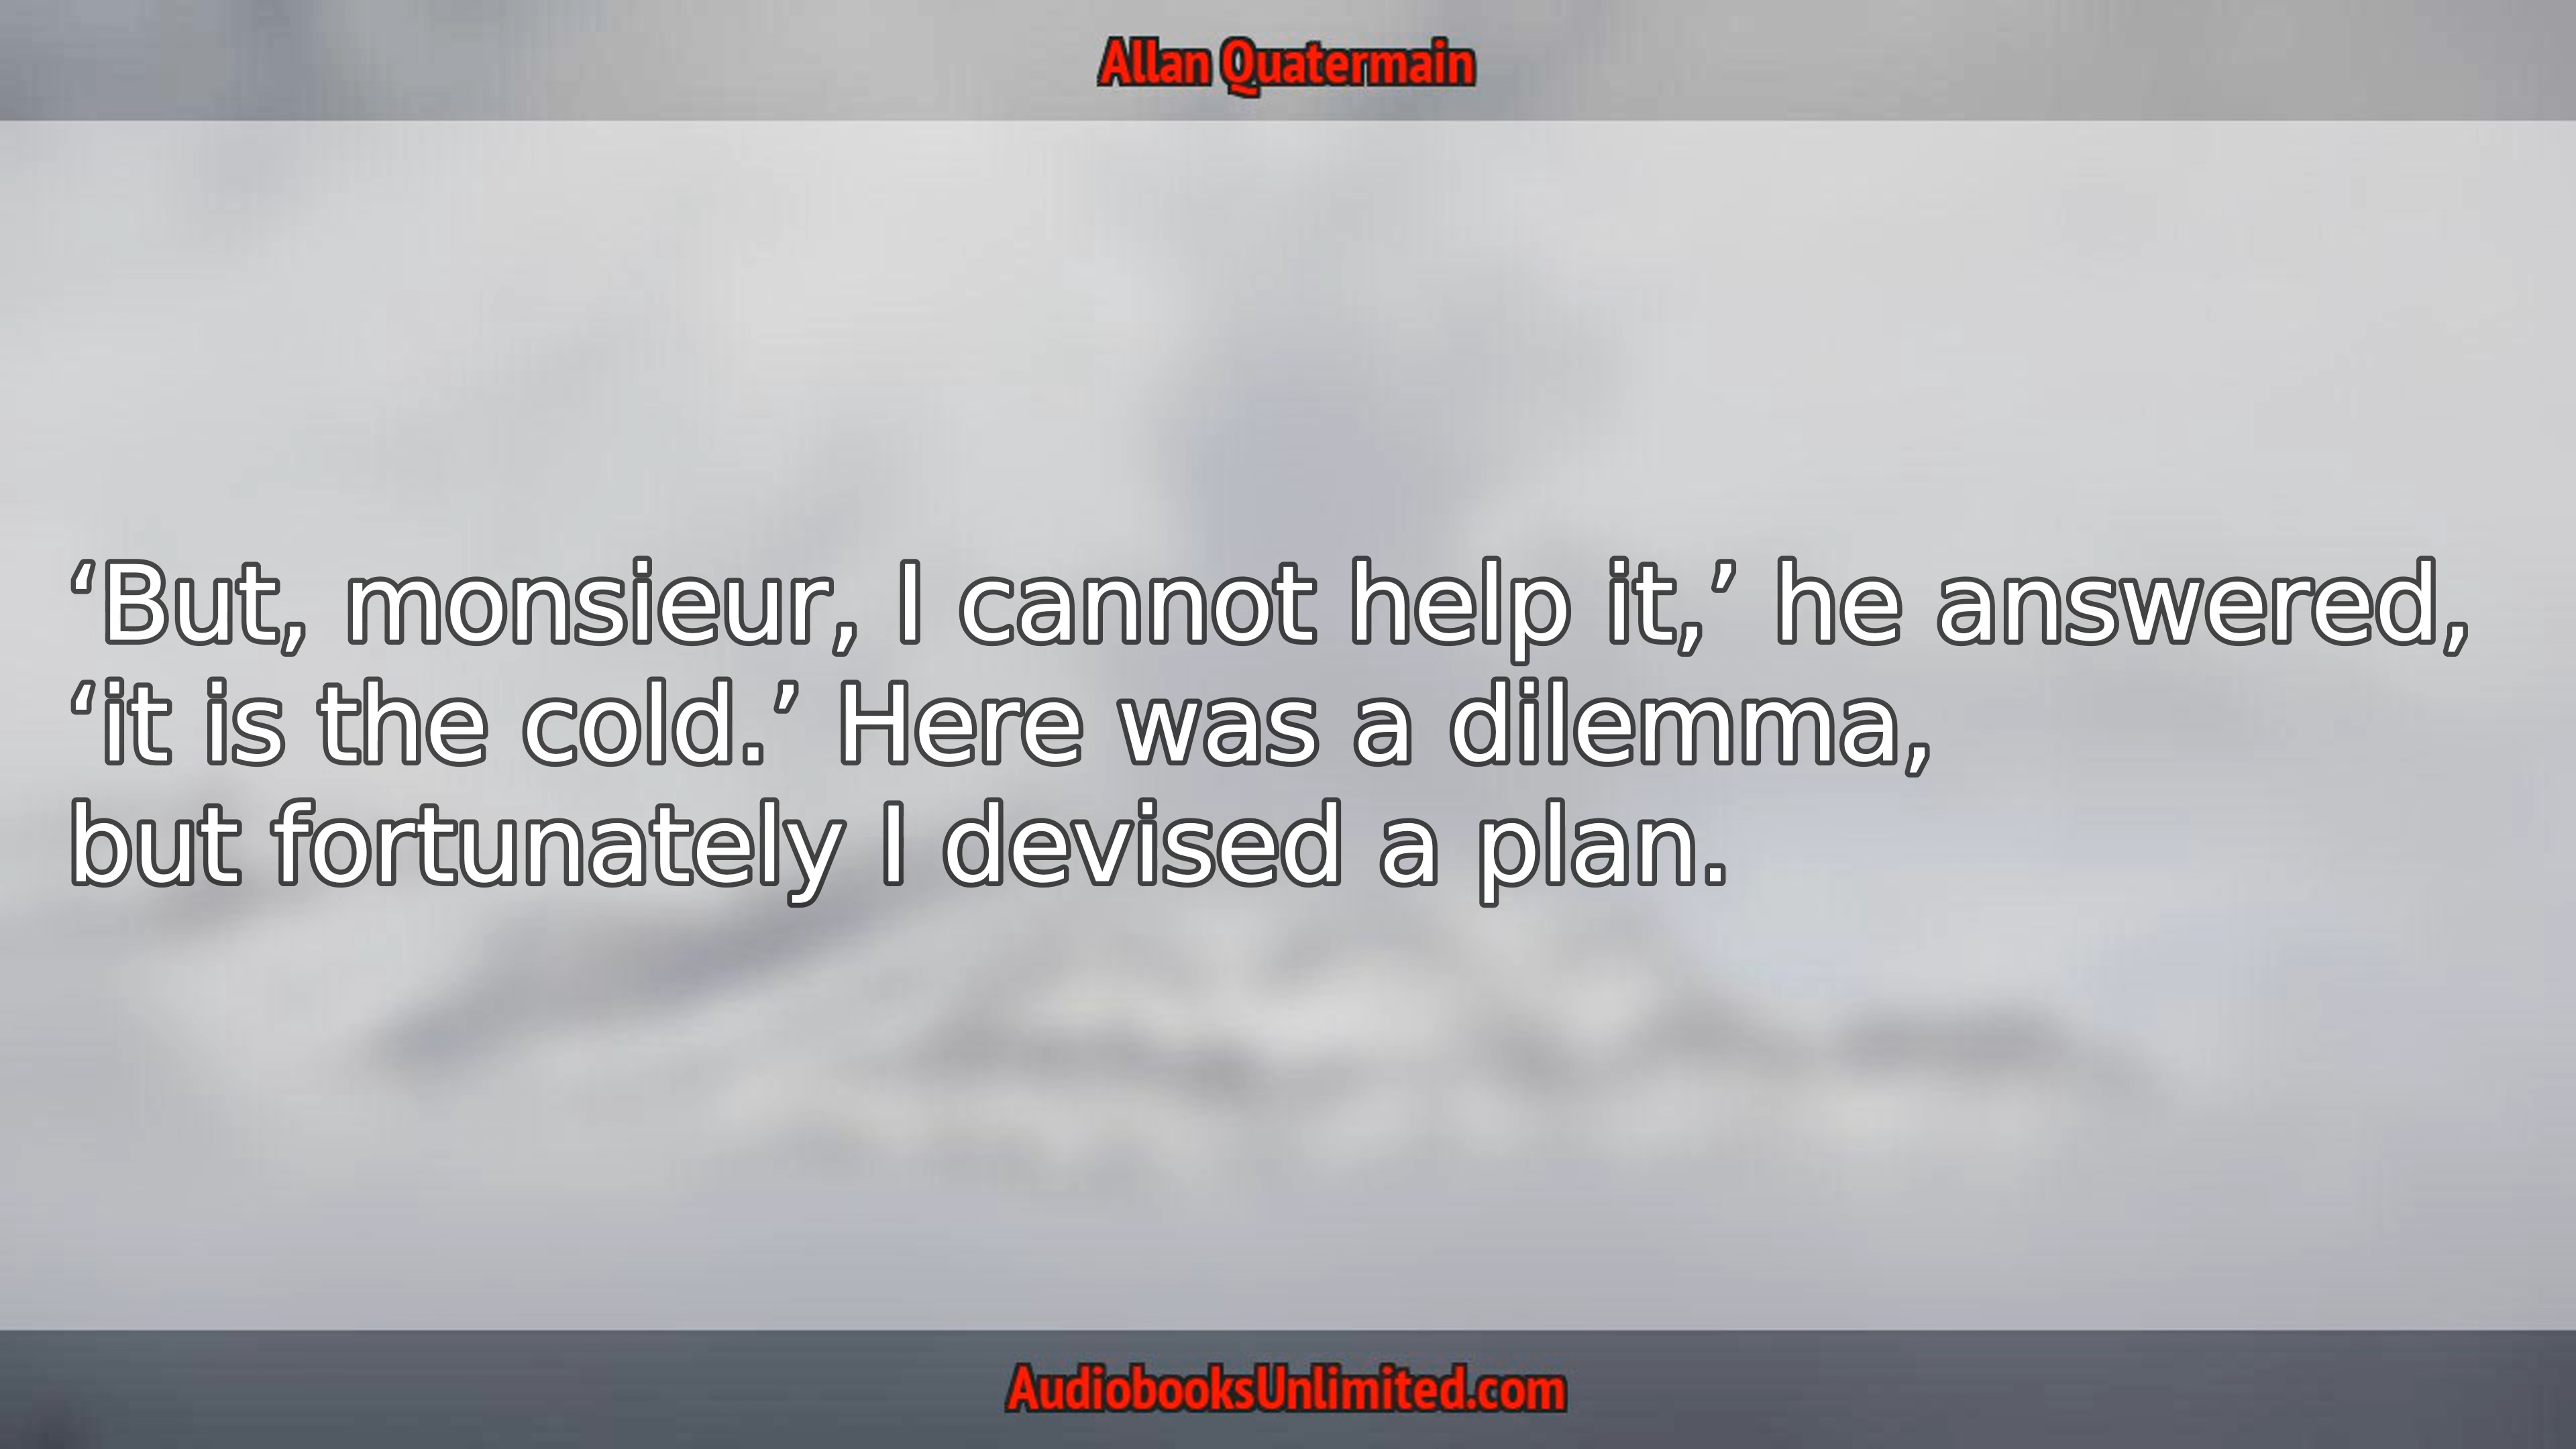 Allan Quatermain
‘But, monsieur, I cannot help it,’ he answered,
‘it is the cold.’ Here was a dilemma,
but fortunately I devised a plan.
AudiobooksUnlimited.com